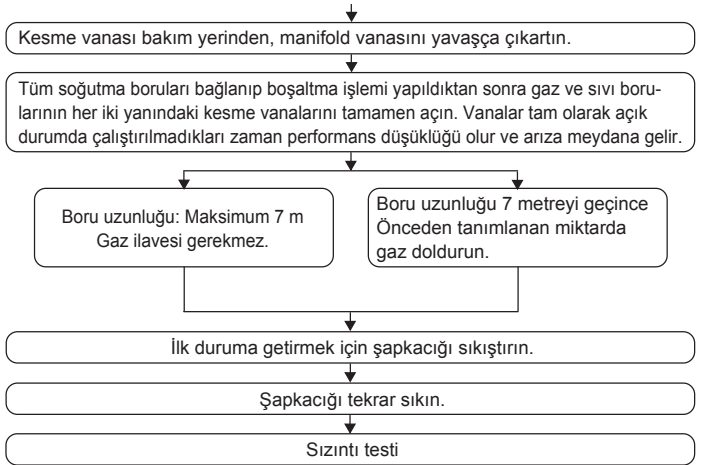 Kesme vanası bakım yerinden, manifold vanasını yavaşça çıkartın.
Tüm soğutma boruları bağlanıp boşaltma işlemi yapıldıktan sonra gaz ve sıvı boru-
larının her iki yanındaki kesme vanalarını tamamen açın. Vanalar tam olarak açık
durumda çalıştırılmadıkları zaman performans düşüklüğü olur ve arıza meydana gelir.
Boru uzunluğu: Maksimum 7 m
Gaz ilavesi gerekmez.
Boru uzunluğu 7 metreyi geçince
Önceden tanımlanan miktarda
gaz doldurun.
İlk duruma getirmek için şapkacığı sıkıştırın.
Şapkacığı tekrar sıkın.
Sızıntı testi